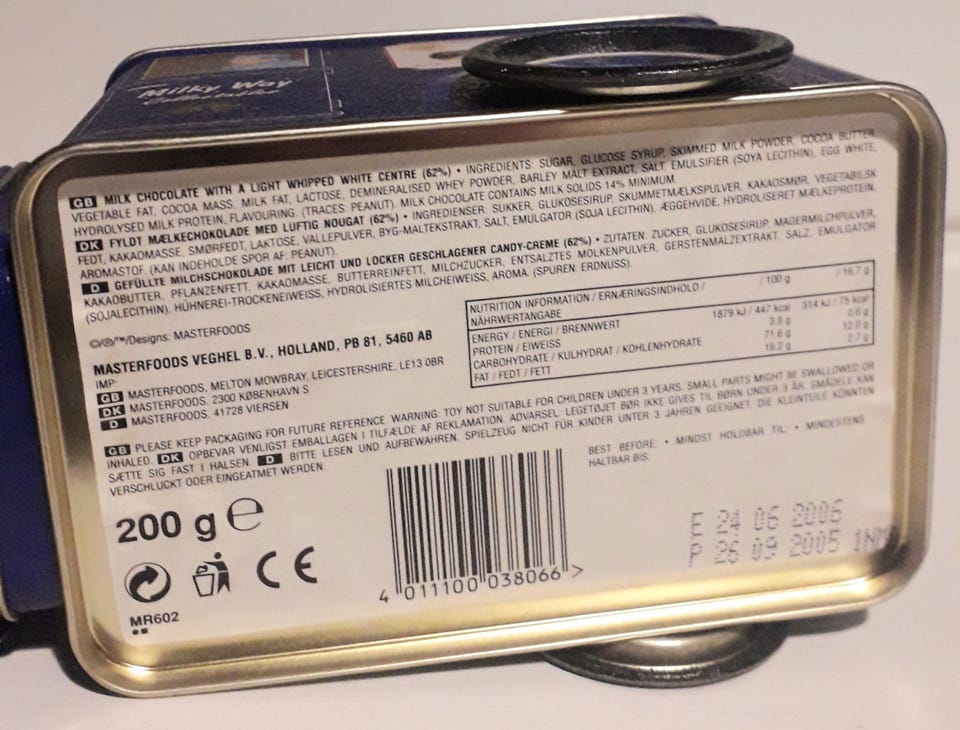 Milky Way
GB MILK CHOCOLATE WITH A LIGHT WHIPPED WHITE CENTRE (62%) • INGREDIENTS: SUGAR, GLUCOSE SYRUP, SKIMMED MILK POWDER, COCOA BUTTER,
VEGETABLE FAT, COCOA MASS, MILK FAT, LACTOSE, DEMINERALISED WHEY POWDER, BARLEY MALT EXTRACT, SALT, EMULSIFIER (SOYA LECITHIN), EGG WHITE,
HYDROLYSED MILK PROTEIN, FLAVOURING. (TRACES: PEANUT). MILK CHOCOLATE CONTAINS MILK SOLIDS 14% MINIMUM.
DK FYLDT MÆLKECHOKOLADE MED LUFTIG NOUGAT (62%) • INGREDIENSER: SUKKER, GLUKOSESIRUP, SKUMMETMÆLKSPULVER, KAKAOSMØR, VEGETABILSK
FEDT, KAKAOMASSE, SMØRFEDT, LAKTOSE, VALLEPULVER, BYG-MALTEKSTRAKT, SALT, EMULGATOR (SOJA LECITHIN), ÆGGEHVIDE, HYDROLISERET MÆLKEPROTEIN,
AROMASTOF. (KAN INDEHOLDE SPOR AF: PEANUT).
D GEFÜLLTE MILCHSCHOKOLADE MIT LEICHT UND LOCKER GESCHLAGENER CANDY-CREME (62%) • ZUTATEN: ZUCKER, GLUKOSESIRUP, MAGERMILCHPULVER,
KAKAOBUTTER, PFLANZENFETT, KAKAOMASSE, BUTTERREINFETT, MILCHZUCKER, ENTSALZTES MOLKENPULVER, GERSTENMALZEXTRAKT, SALZ, EMULGATOR
(SOJALECITHIN), HÜHNEREI-TROCKENEIWEISS, HYDROLISIERTES MILCHEIWEISS, AROMA. (SPUREN: ERDNUSS).
NUTRITION INFORMATION / ERNÆRINGSINDHOLD / / 100 g / 16.7 g
NÄHRWERTANGABE
ENERGY / ENERGI / BRENNWERT 1879 kJ / 447 kcal 314 kJ / 75 kcal
PROTEIN / EIWEISS 3.8 g 0.6 g
CARBOHYDRATE / KULHYDRAT / KOHLENHYDRATE 71.6 g 12.0 g
FAT / FEDT / FETT 16.2 g 2.7 g
©/®/™/Designs: MASTERFOODS
MASTERFOODS VEGHEL B.V., HOLLAND, PB 81, 5460 AB
IMP:
GB MASTERFOODS, MELTON MOWBRAY, LEICESTERSHIRE, LE13 0BR
DK MASTERFOODS, 2300 KØBENHAVN S
D MASTERFOODS, 41728 VIERSEN
GB PLEASE KEEP PACKAGING FOR FUTURE REFERENCE. WARNING: TOY NOT SUITABLE FOR CHILDREN UNDER 3 YEARS. SMALL PARTS MIGHT BE SWALLOWED OR
INHALED. DK OPBEVAR VENLIGST EMBALLAGEN I TILFÆLDE AF REKLAMATION. ADVARSEL: LEGETØJET BØR IKKE GIVES TIL BØRN UNDER 3 ÅR. SMÅDELE KAN
SÆTTE SIG FAST I HALSEN. D BITTE LESEN UND AUFBEWAHREN. SPIELZEUG NICHT FÜR KINDER UNTER 3 JAHREN GEEIGNET. DIE KLEINTEILE KÖNNTEN
VERSCHLUCKT ODER EINGEATMET WERDEN.
BEST BEFORE: • MINDST HOLDBAR TIL: • MINDESTENS
HALTBAR BIS:
200 g e
E 24 06 2006
P 26 09 2005 1NM
CE
4 011100 038066 >
MR602